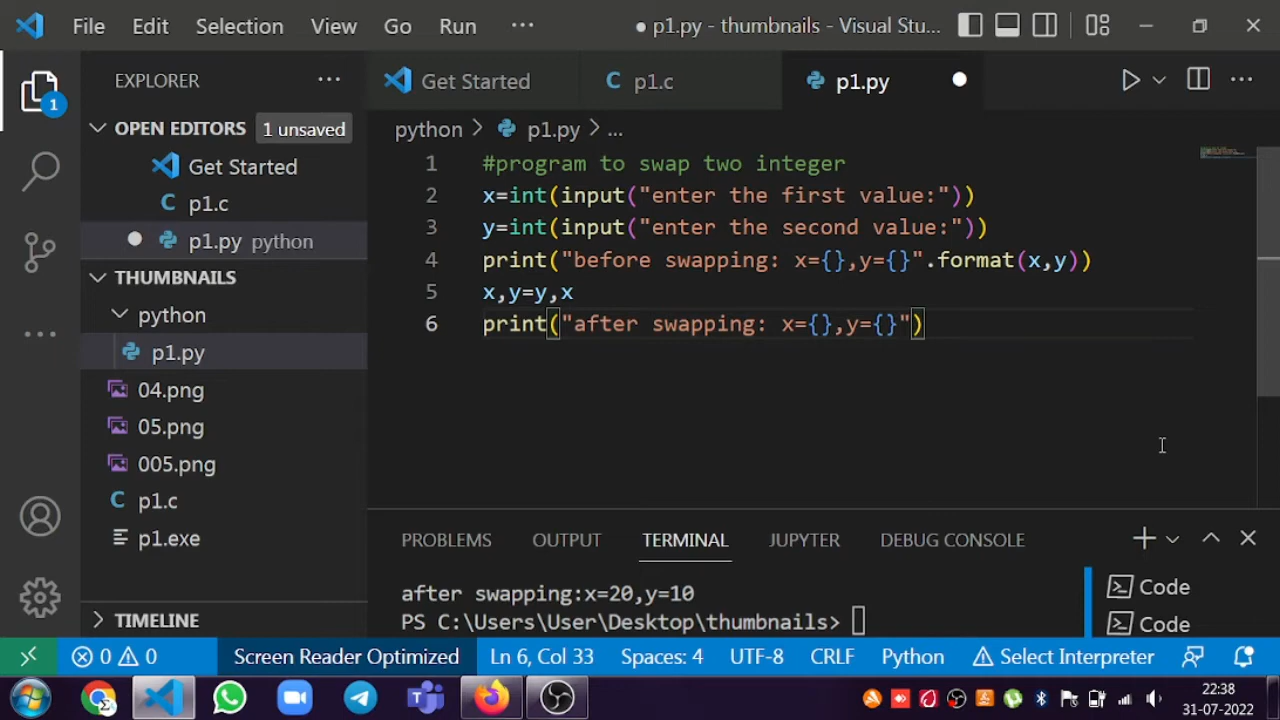 File Edit Selection View Go Run ··· ● p1.py - thumbnails - Visual Stu...
EXPLORER ···
OPEN EDITORS 1 unsaved
Get Started
C p1.c
p1.py python
THUMBNAILS
python
p1.py
04.png
05.png
005.png
C p1.c
p1.exe
TIMELINE
Get Started C p1.c p1.py
python > p1.py > ...
1 #program to swap two integer
2 x=int(input("enter the first value:"))
3 y=int(input("enter the second value:"))
4 print("before swapping: x={},y={}".format(x,y))
5 x,y=y,x
6 print("after swapping: x={},y={}")
PROBLEMS OUTPUT TERMINAL JUPYTER DEBUG CONSOLE
after swapping:x=20,y=10
PS C:\Users\User\Desktop\thumbnails>
Code
Code
1
0 0 Screen Reader Optimized Ln 6, Col 33 Spaces: 4 UTF-8 CRLF Python Select Interpreter
22:38
31-07-2022